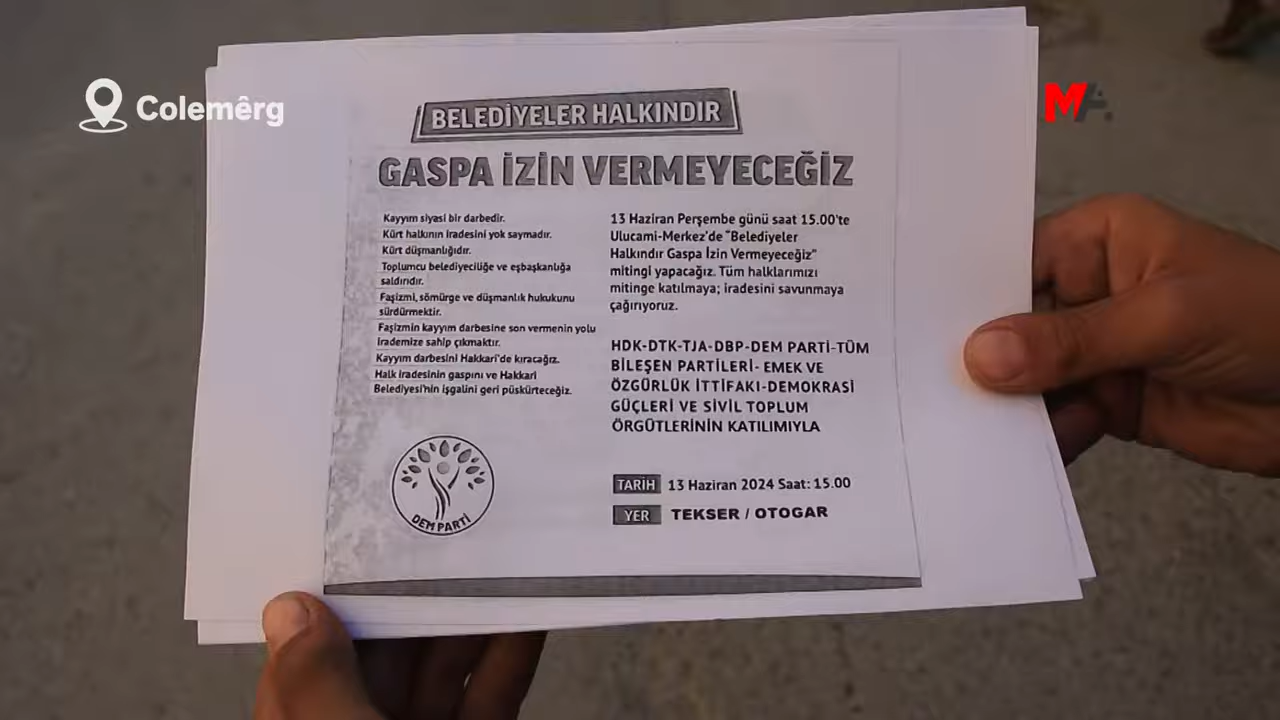 Colemêrg
MA
BELEDİYELER HALKINDIR
GASPA İZİN VERMEYECEĞİZ
Kayyım siyasi bir darbedir.
Kürt halkının iradesini yok saymadır.
Kürt düşmanlığıdır.
Toplumcu belediyeciliğe ve eşbaşkanlığa
saldırıdır.
Faşizmi, sömürge ve düşmanlık hukukunu
sürdürmektir.
Faşizmin kayyım darbesine son vermenin yolu
irademize sahip çıkmaktır.
Kayyım darbesini Hakkari'de kıracağız.
Halk iradesinin gaspını ve Hakkari
Belediyesi'nin işgalini geri püskürteceğiz.
DEM PARTİ
13 Haziran Perşembe günü saat 15.00'te
Ulucami-Merkez'de "Belediyeler
Halkındır Gaspa İzin Vermeyeceğiz"
mitingi yapacağız. Tüm halklarımızı
mitinge katılmaya; iradesini savunmaya
çağırıyoruz.
HDK-DTK-TJA-DBP-DEM PARTİ-TÜM
BİLEŞEN PARTİLERİ- EMEK VE
ÖZGÜRLÜK İTTİFAKI-DEMOKRASİ
GÜÇLERİ VE SİVİL TOPLUM
ÖRGÜTLERİNİN KATILIMIYLA
TARİH 13 Haziran 2024 Saat: 15.00
YER TEKSER / OTOGAR